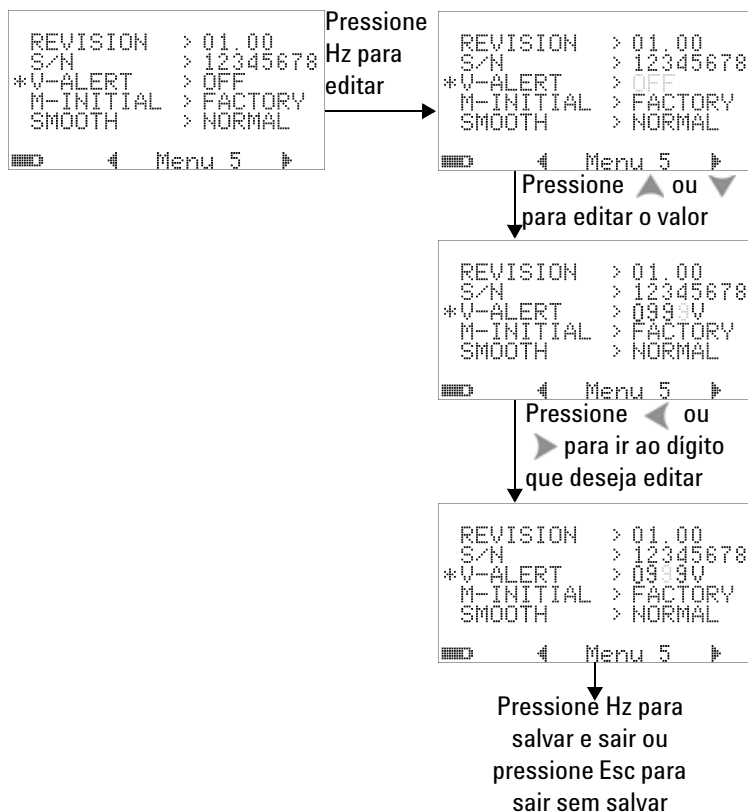 REVISION > 01.00
S/N > 12345678
*V-ALERT > OFF
M-INITIAL > FACTORY
SMOOTH > NORMAL
Menu 5
Pressione
Hz para
editar
REVISION > 01.00
S/N > 12345678
*V-ALERT > OFF
M-INITIAL > FACTORY
SMOOTH > NORMAL
Menu 5
Pressione ou
para editar o valor
REVISION > 01.00
S/N > 12345678
*V-ALERT > 0999V
M-INITIAL > FACTORY
SMOOTH > NORMAL
Menu 5
Pressione ou
para ir ao dígito
que deseja editar
REVISION > 01.00
S/N > 12345678
*V-ALERT > 0999V
M-INITIAL > FACTORY
SMOOTH > NORMAL
Menu 5
Pressione Hz para
salvar e sair ou
pressione Esc para
sair sem salvar